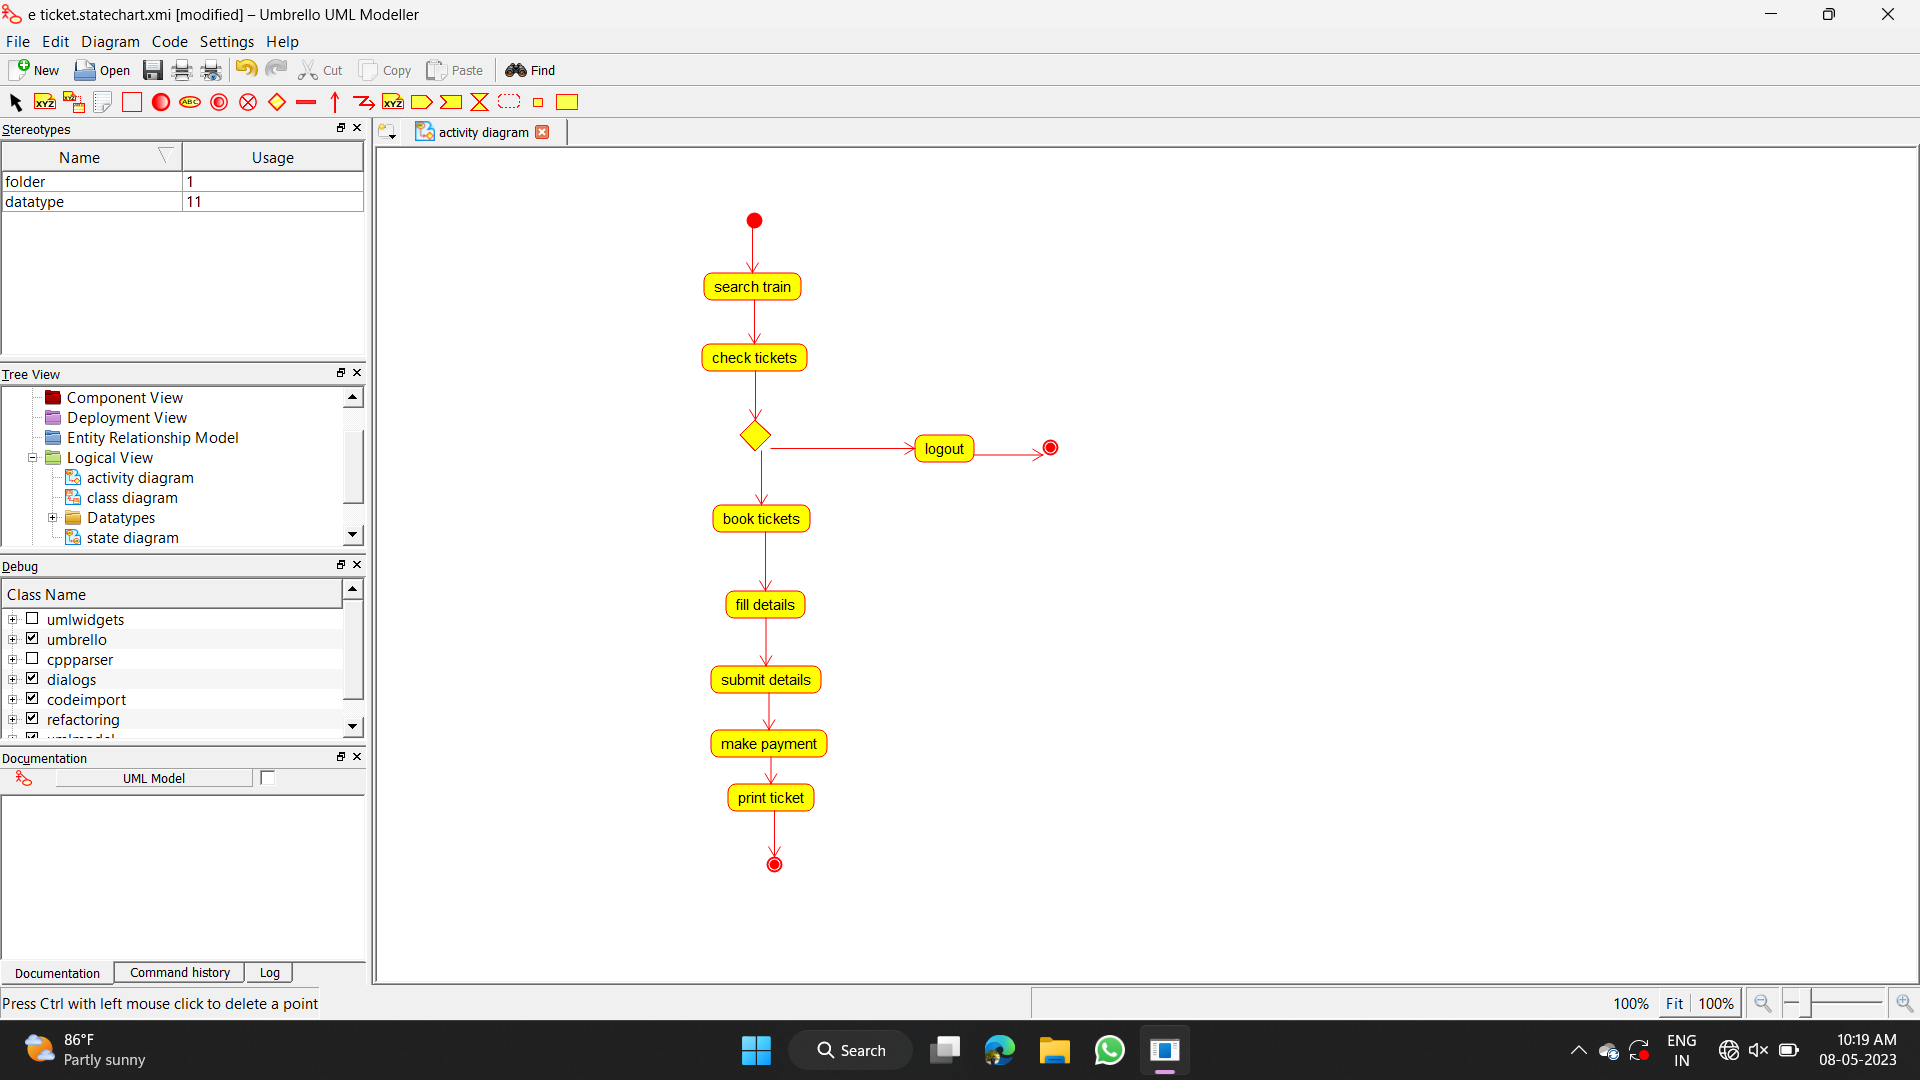 e ticket.statechart.xmi [modified] – Umbrello UML Modeller
File Edit Diagram Code Settings Help
New Open Cut Copy Paste Find
XYZ XYZ ABC XYZ
Stereotypes
activity diagram
Name Usage
folder 1
datatype 11
search train
check tickets
Tree View
Component View
Deployment View
Entity Relationship Model
Logical View
activity diagram
class diagram
Datatypes
state diagram
logout
book tickets
Debug
Class Name
umlwidgets
umbrello
cppparser
dialogs
codeimport
refactoring
fill details
submit details
make payment
print ticket
Documentation
UML Model
Documentation Command history Log
Press Ctrl with left mouse click to delete a point
100% Fit 100%
86°F
Partly sunny
Search
ENG
IN
10:19 AM
08-05-2023